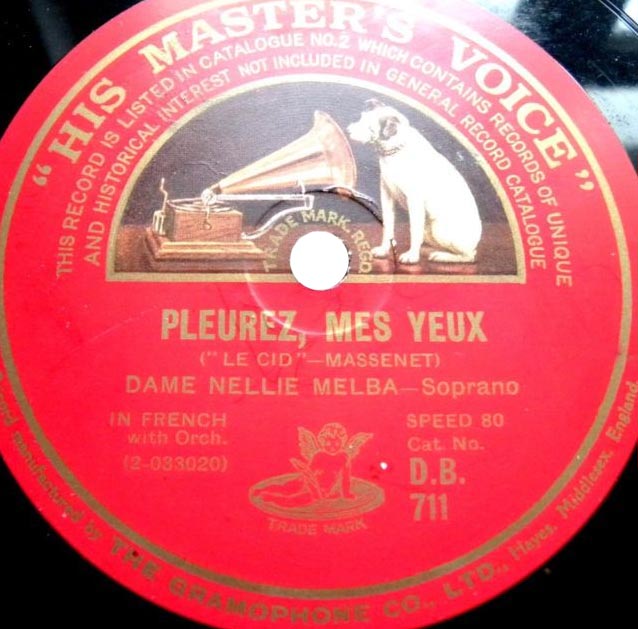 "HIS MASTER'S VOICE"
THIS RECORD IS LISTED IN CATALOGUE NO.2 WHICH CONTAINS RECORDS OF UNIQUE
AND HISTORICAL INTEREST NOT INCLUDED IN GENERAL RECORD CATALOGUE
TRADE MARK. REGD
PLEUREZ, MES YEUX
("LE CID"—MASSENET)
DAME NELLIE MELBA—Soprano
IN FRENCH
with Orch.
(2-033020)
SPEED 80
Cat. No.
D.B.
711
TRADE MARK
manufactured by THE GRAMOPHONE CO., LTD., Hayes, Middlesex, England